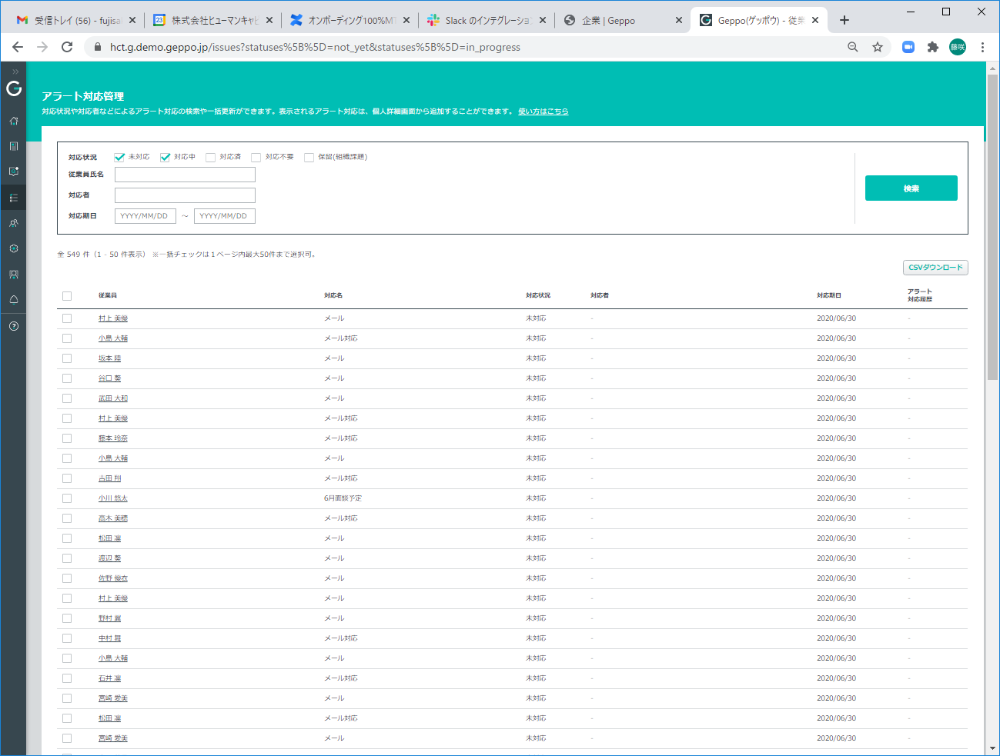 受信トレイ (56) - fujisa
株式会社ヒューマンキャピ
オンボーディング100%MT
Slack のインテグレーション
企業 | Geppo
Geppo(ゲッポウ) - 従業
hct.g.demo.geppo.jp/issues?statuses%5B%5D=not_yet&statuses%5B%5D=in_progress
藤咲
アラート対応管理
対応状況や対応者などによるアラート対応の検索や一括更新ができます。表示されるアラート対応は、個人詳細画面から追加することができます。 使い方はこちら
対応状況 未対応 対応中 対応済 対応不要 保留(組織課題)
従業員氏名
対応者
対応期日 YYYY/MM/DD ～ YYYY/MM/DD
検索
全 549 件（1 - 50 件表示） ※一括チェックは１ページ内最大50件まで選択可。
CSVダウンロード
従業員 対応名 対応状況 対応者 対応期日 アラート対応履歴
村上 美優 メール 未対応 - 2020/06/30 -
小島 大輔 メール対応 未対応 - 2020/06/30 -
坂本 陸 メール 未対応 - 2020/06/30 -
谷口 葵 メール 未対応 - 2020/06/30 -
武田 大和 メール 未対応 - 2020/06/30 -
村上 美優 メール対応 未対応 - 2020/06/30 -
藤本 玲奈 メール対応 未対応 - 2020/06/30 -
小島 大輔 メール 未対応 - 2020/06/30 -
古田 翔 メール対応 未対応 - 2020/06/30 -
小川 悠太 6月面談予定 未対応 - 2020/06/30 -
高木 美穂 メール対応 未対応 - 2020/06/30 -
松田 凛 メール 未対応 - 2020/06/30 -
渡辺 葵 メール 未対応 - 2020/06/30 -
佐野 優衣 メール 未対応 - 2020/06/30 -
村上 美優 メール 未対応 - 2020/06/30 -
野村 翼 メール 未対応 - 2020/06/30 -
中村 舞 メール対応 未対応 - 2020/06/30 -
小島 大輔 メール 未対応 - 2020/06/30 -
石井 凛 メール対応 未対応 - 2020/06/30 -
宮崎 愛美 メール 未対応 - 2020/06/30 -
松田 凛 メール対応 未対応 - 2020/06/30 -
宮崎 愛美 メール 未対応 - 2020/06/30 -